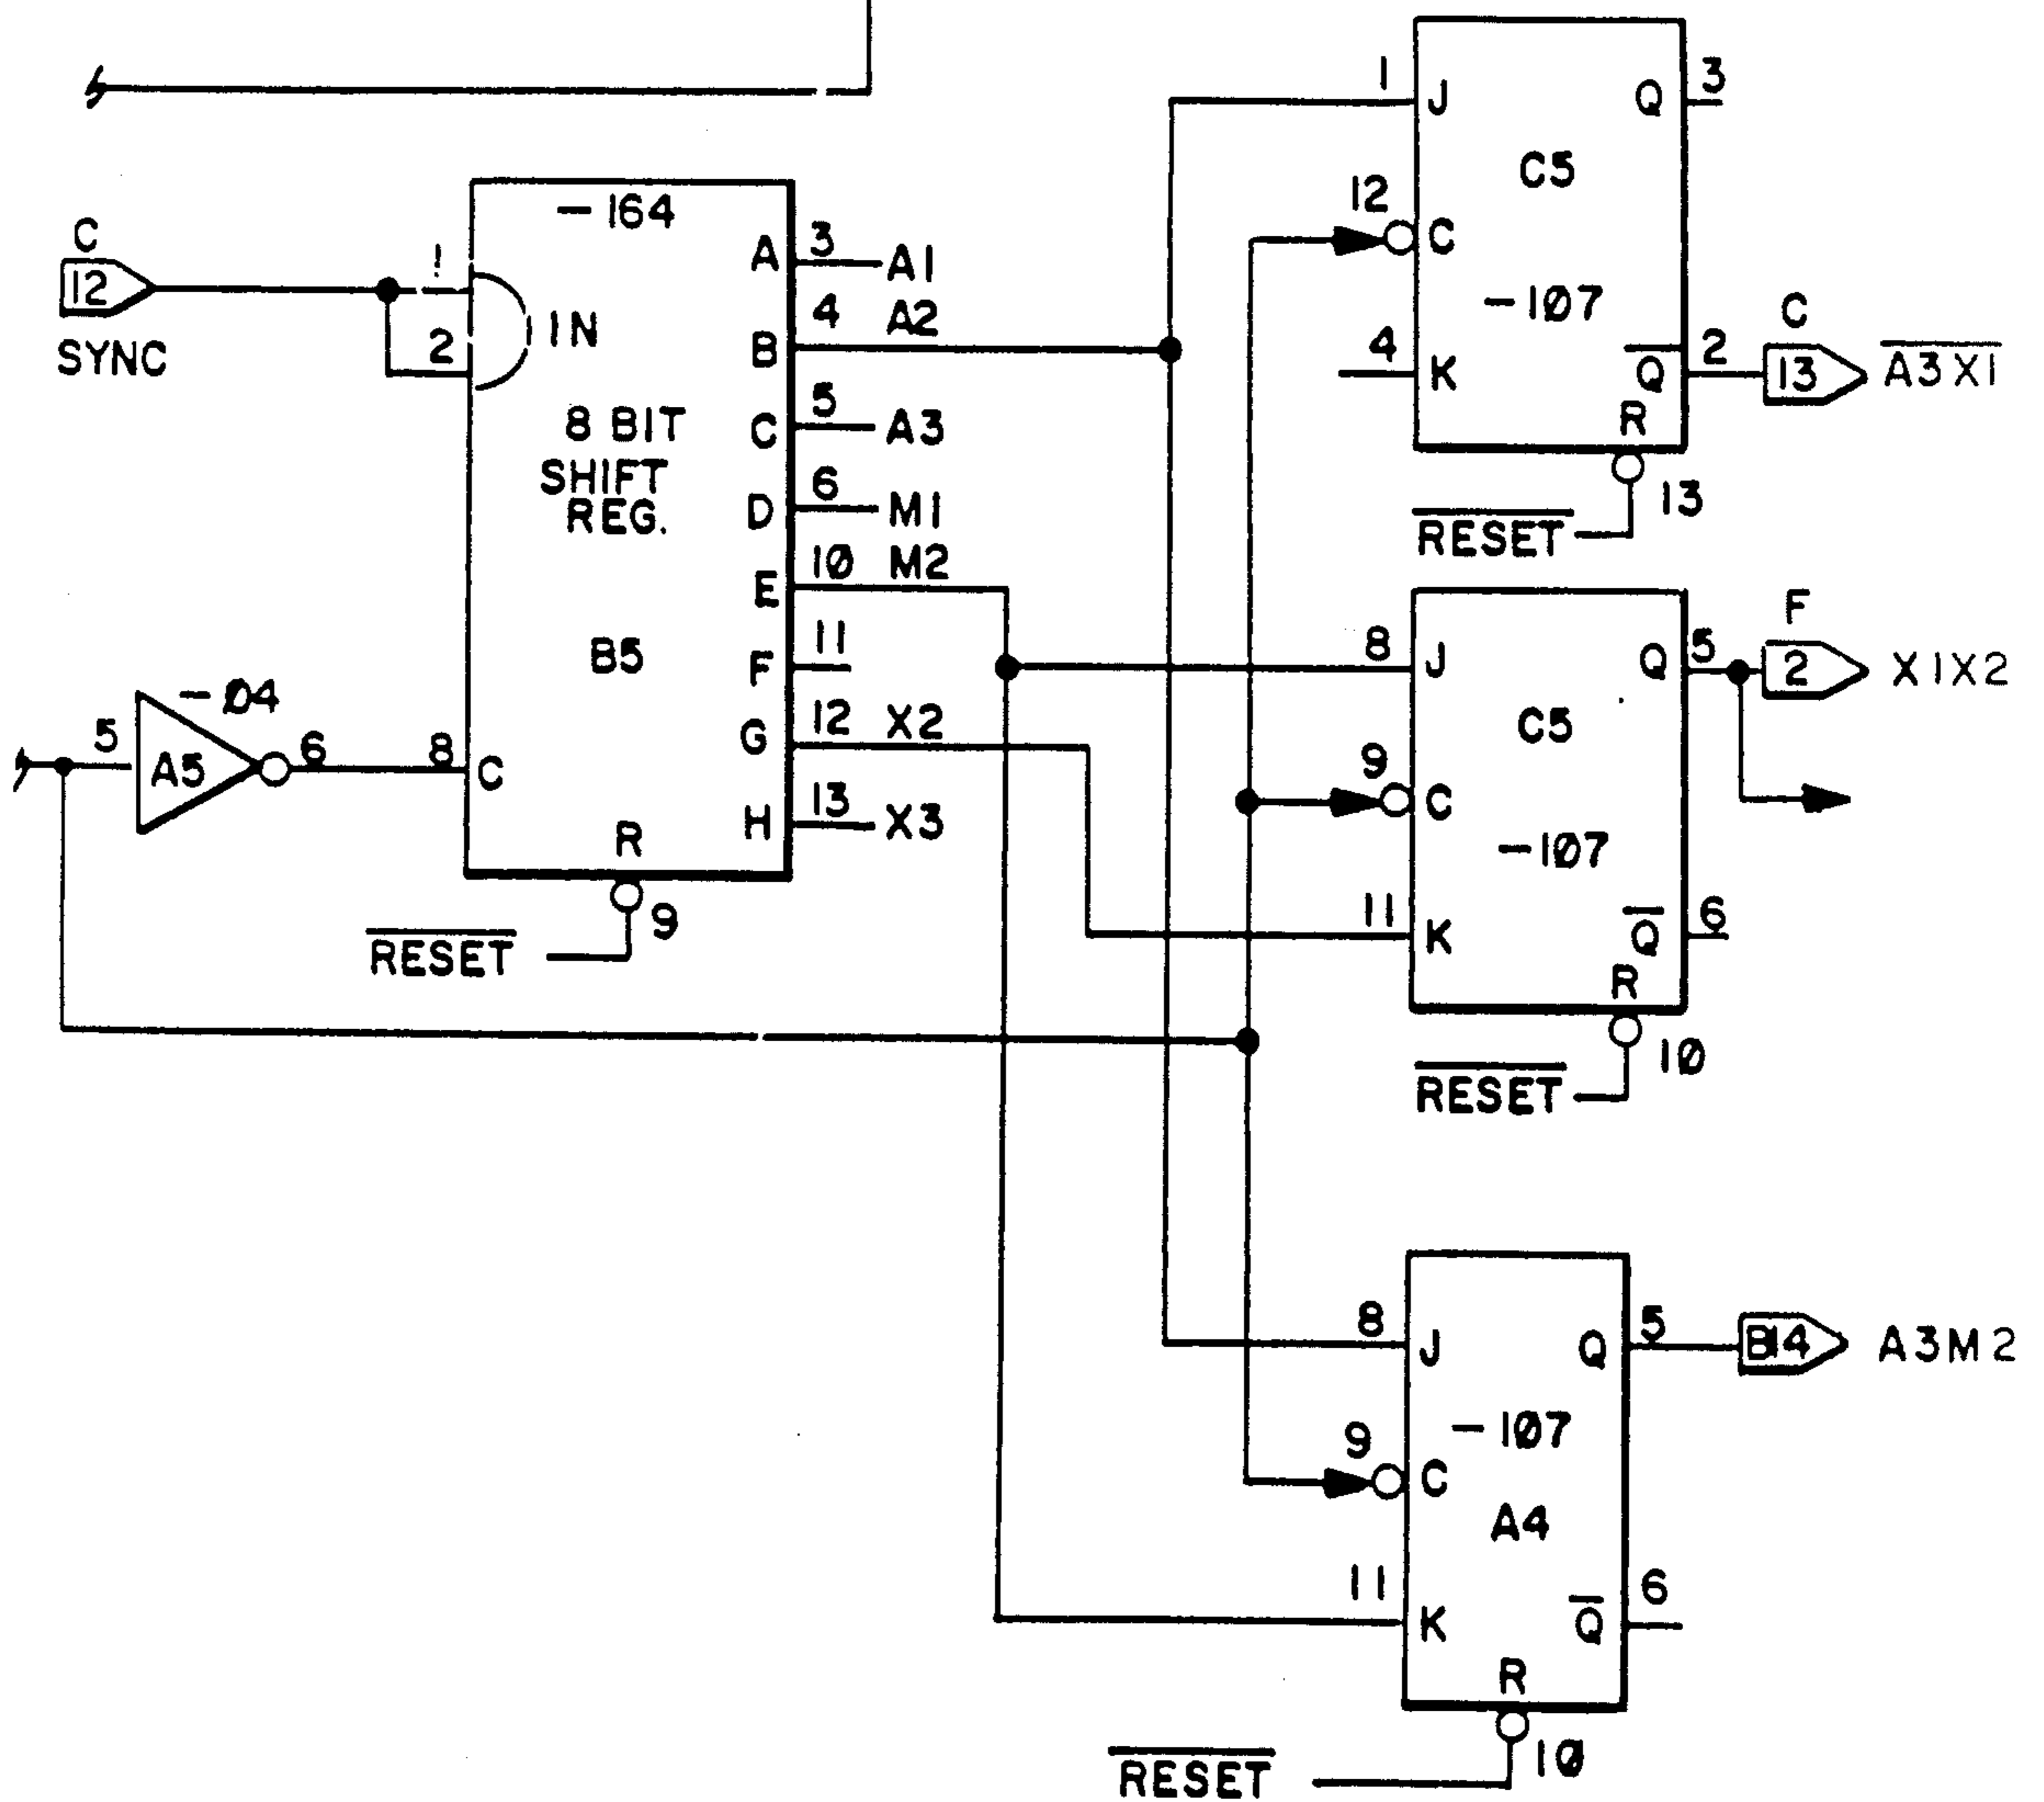 C
12
SYNC
1
2
IN
-164
8 BIT
SHIFT
REG.
B5
A 3 A1
B 4 A2
C 5 A3
D 6 M1
E 10 M2
F 11
G 12 X2
H 13 X3
5 A5 -04 6
8 C
R
9
RESET
1 J
Q 3
C5
12 C
-107
4 K
Q 2
C
13
A3X1
R
13
RESET
8 J
Q 5
F
2
X1X2
C5
9 C
-107
11 K
Q 6
R
10
RESET
8 J
Q 5
B14
A3M2
-107
9 C
A4
11 K
Q 6
R
10
RESET